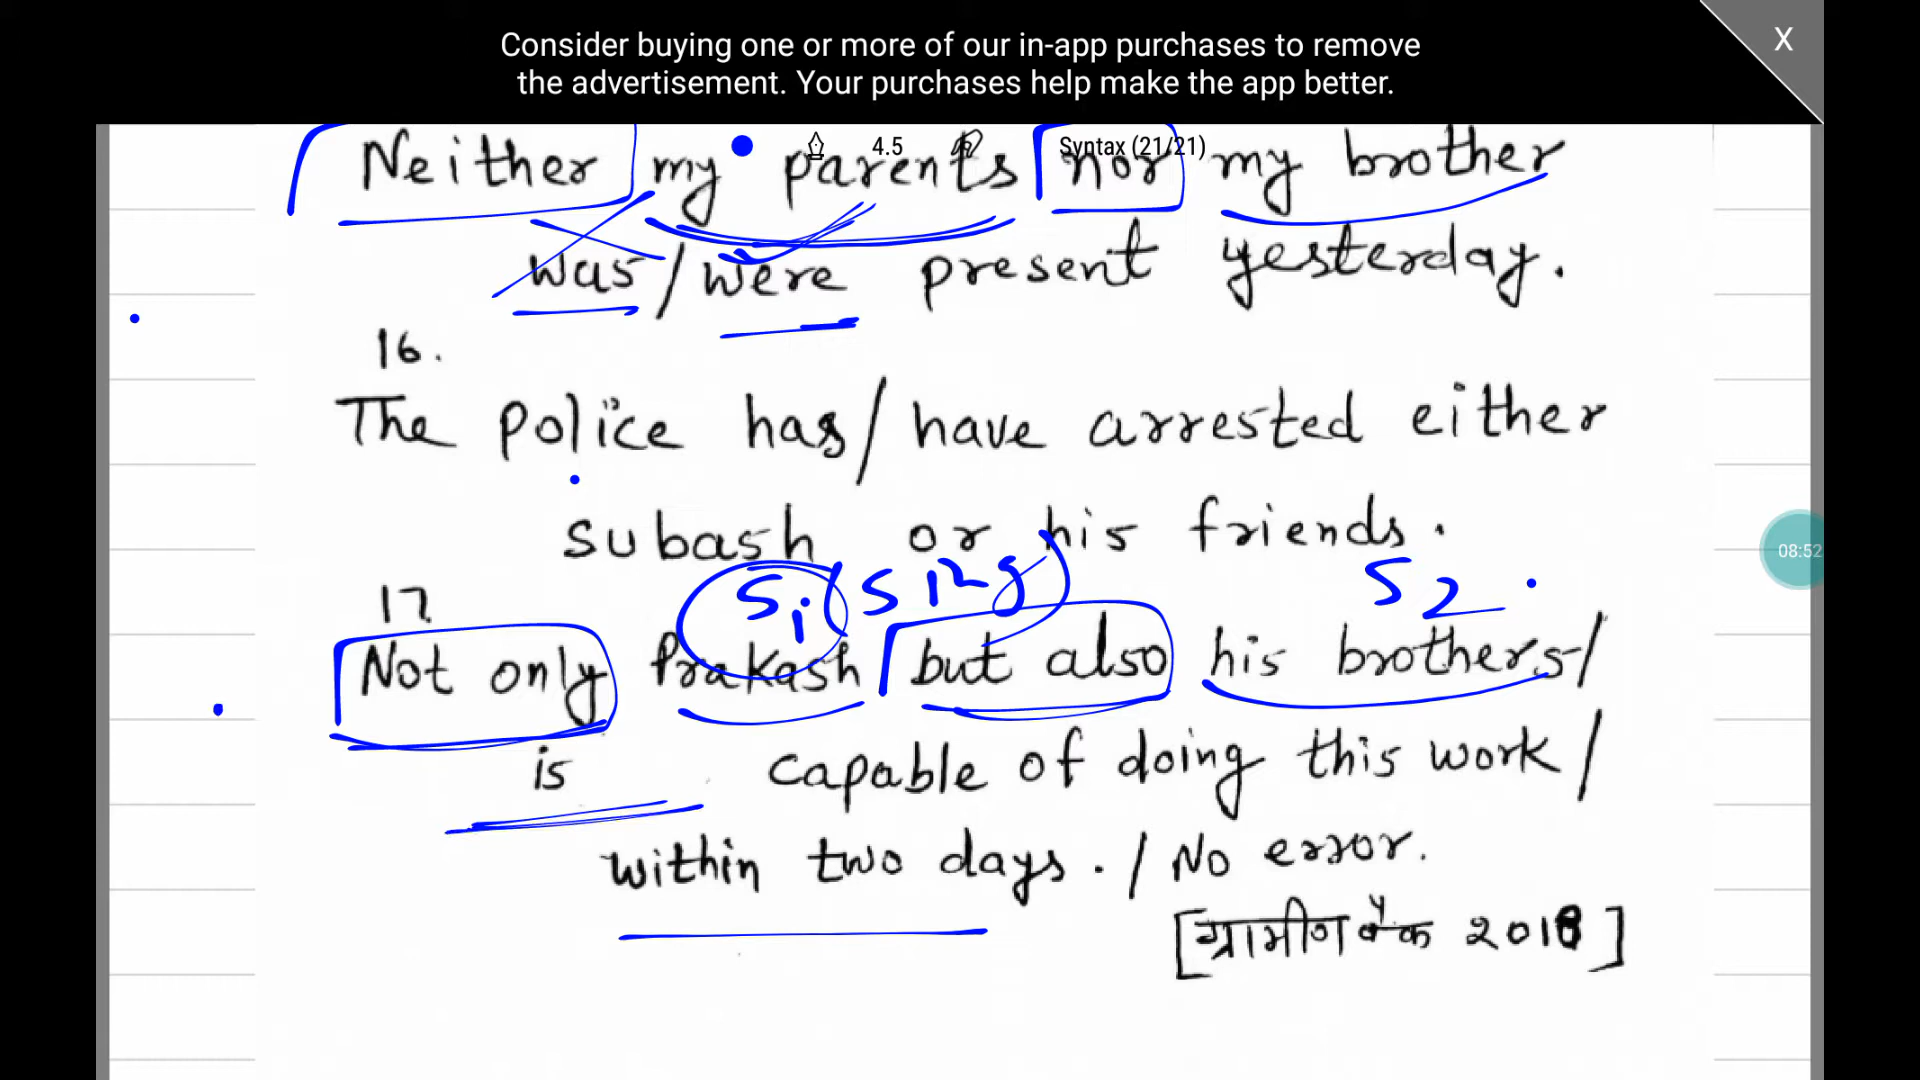 Consider buying one or more of our in-app purchases to remove
the advertisement. Your purchases help make the app better.
X
4.5 Syntax (21/21)
Neither my parents nor my brother
was/were present yesterday.
16.
The police has/have arrested either
subash or his friends.
08:52
S1 (sing) S2
17.
Not only Prakash but also his brothers/
is capable of doing this work/
within two days. / No error.
[ग्रामीण बैंक 2018]